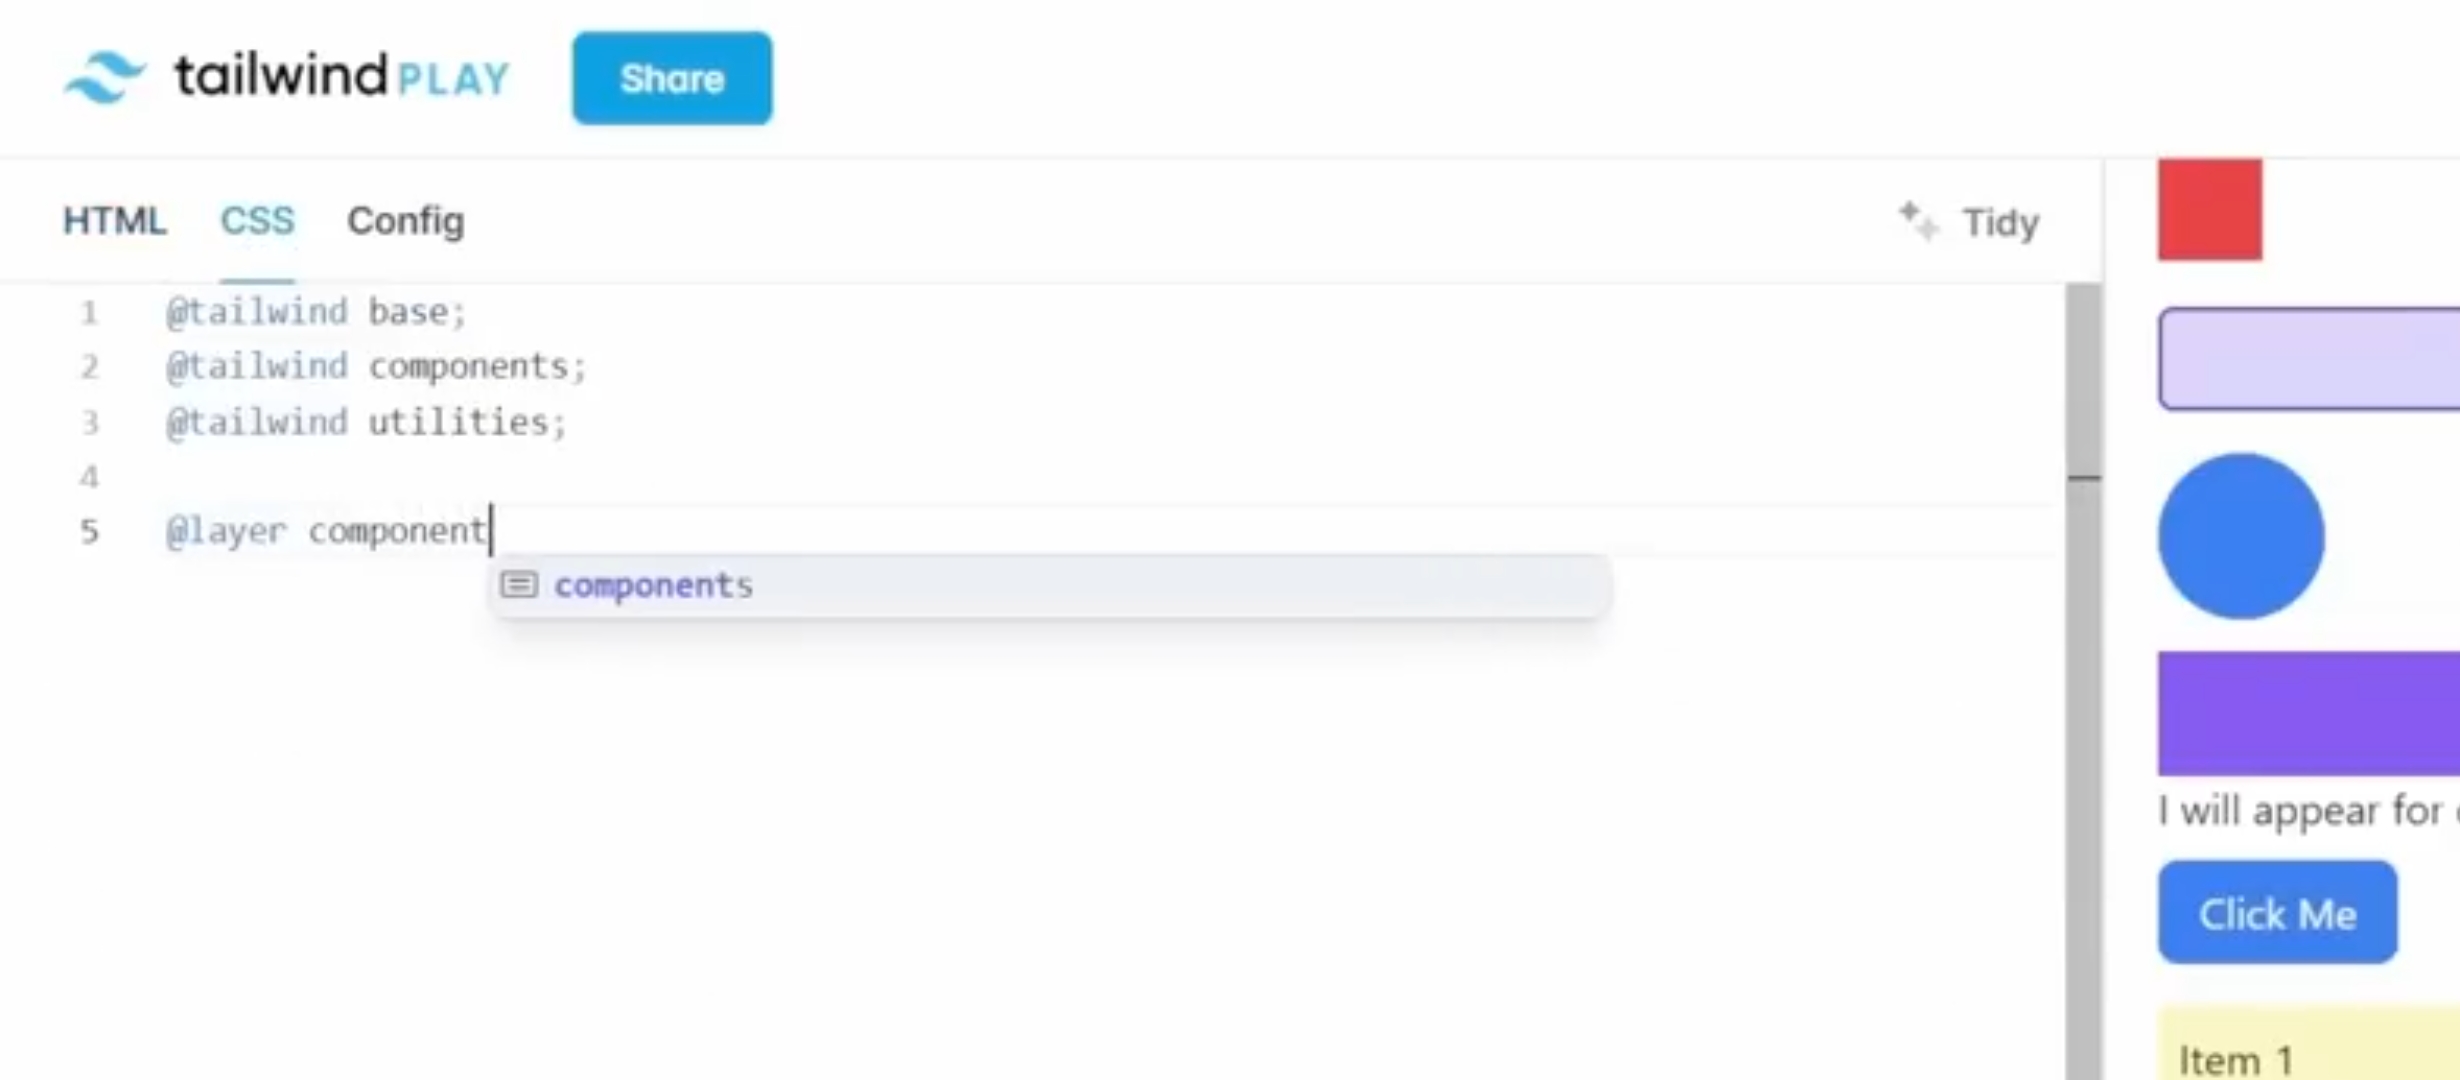 tailwind PLAY Share
HTML CSS Config Tidy
1 @tailwind base;
2 @tailwind components;
3 @tailwind utilities;
4
5 @layer component
components
I will appear for
Click Me
Item 1